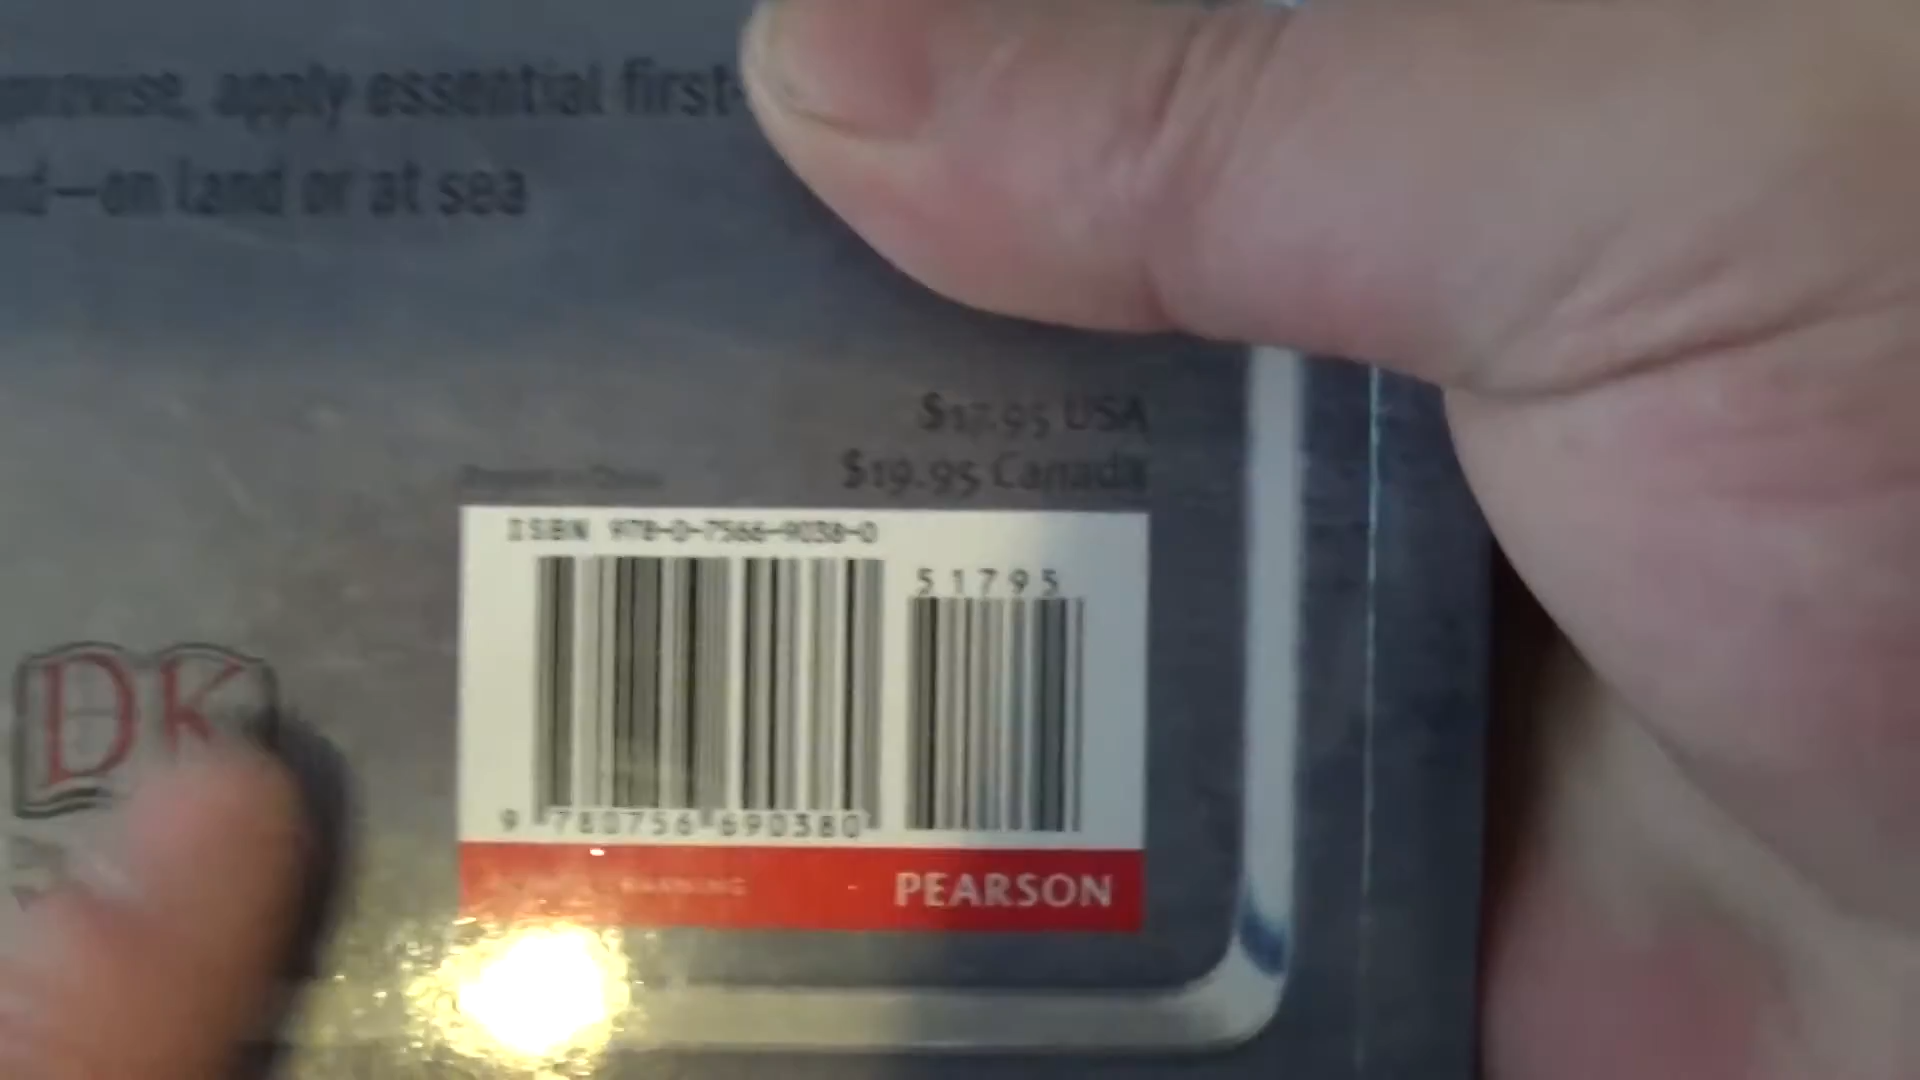 apply essential first-
on land or at sea
$17.95 USA
$19.95 Canada
ISBN 978-0-7566-9038-0
51795
9 780756 690380
DK
PEARSON